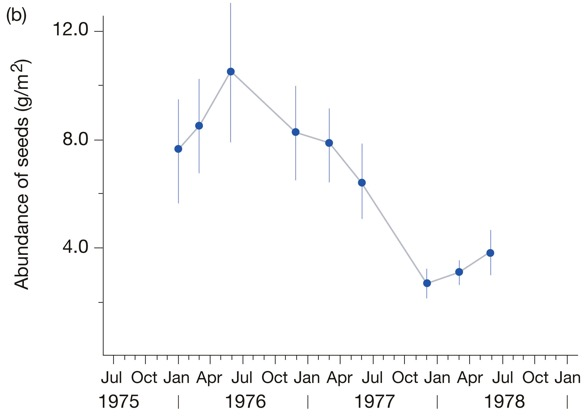 (b)
Abundance of seeds (g/m²)
12.0
8.0
4.0
Jul Oct Jan Apr Jul Oct Jan Apr Jul Oct Jan Apr Jul Oct Jan
1975 | 1976 | 1977 | 1978 |